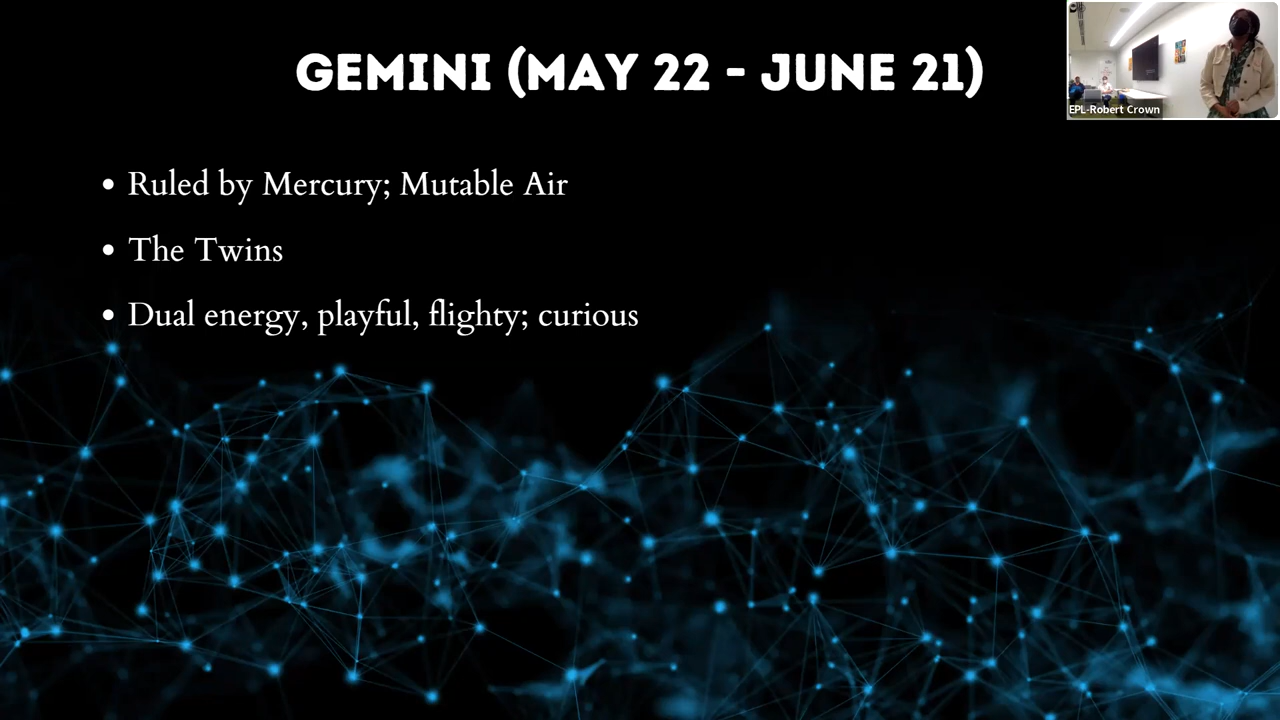 GEMINI (MAY 22 - JUNE 21)
EPL-Robert Crown
• Ruled by Mercury; Mutable Air
• The Twins
• Dual energy, playful, flighty; curious